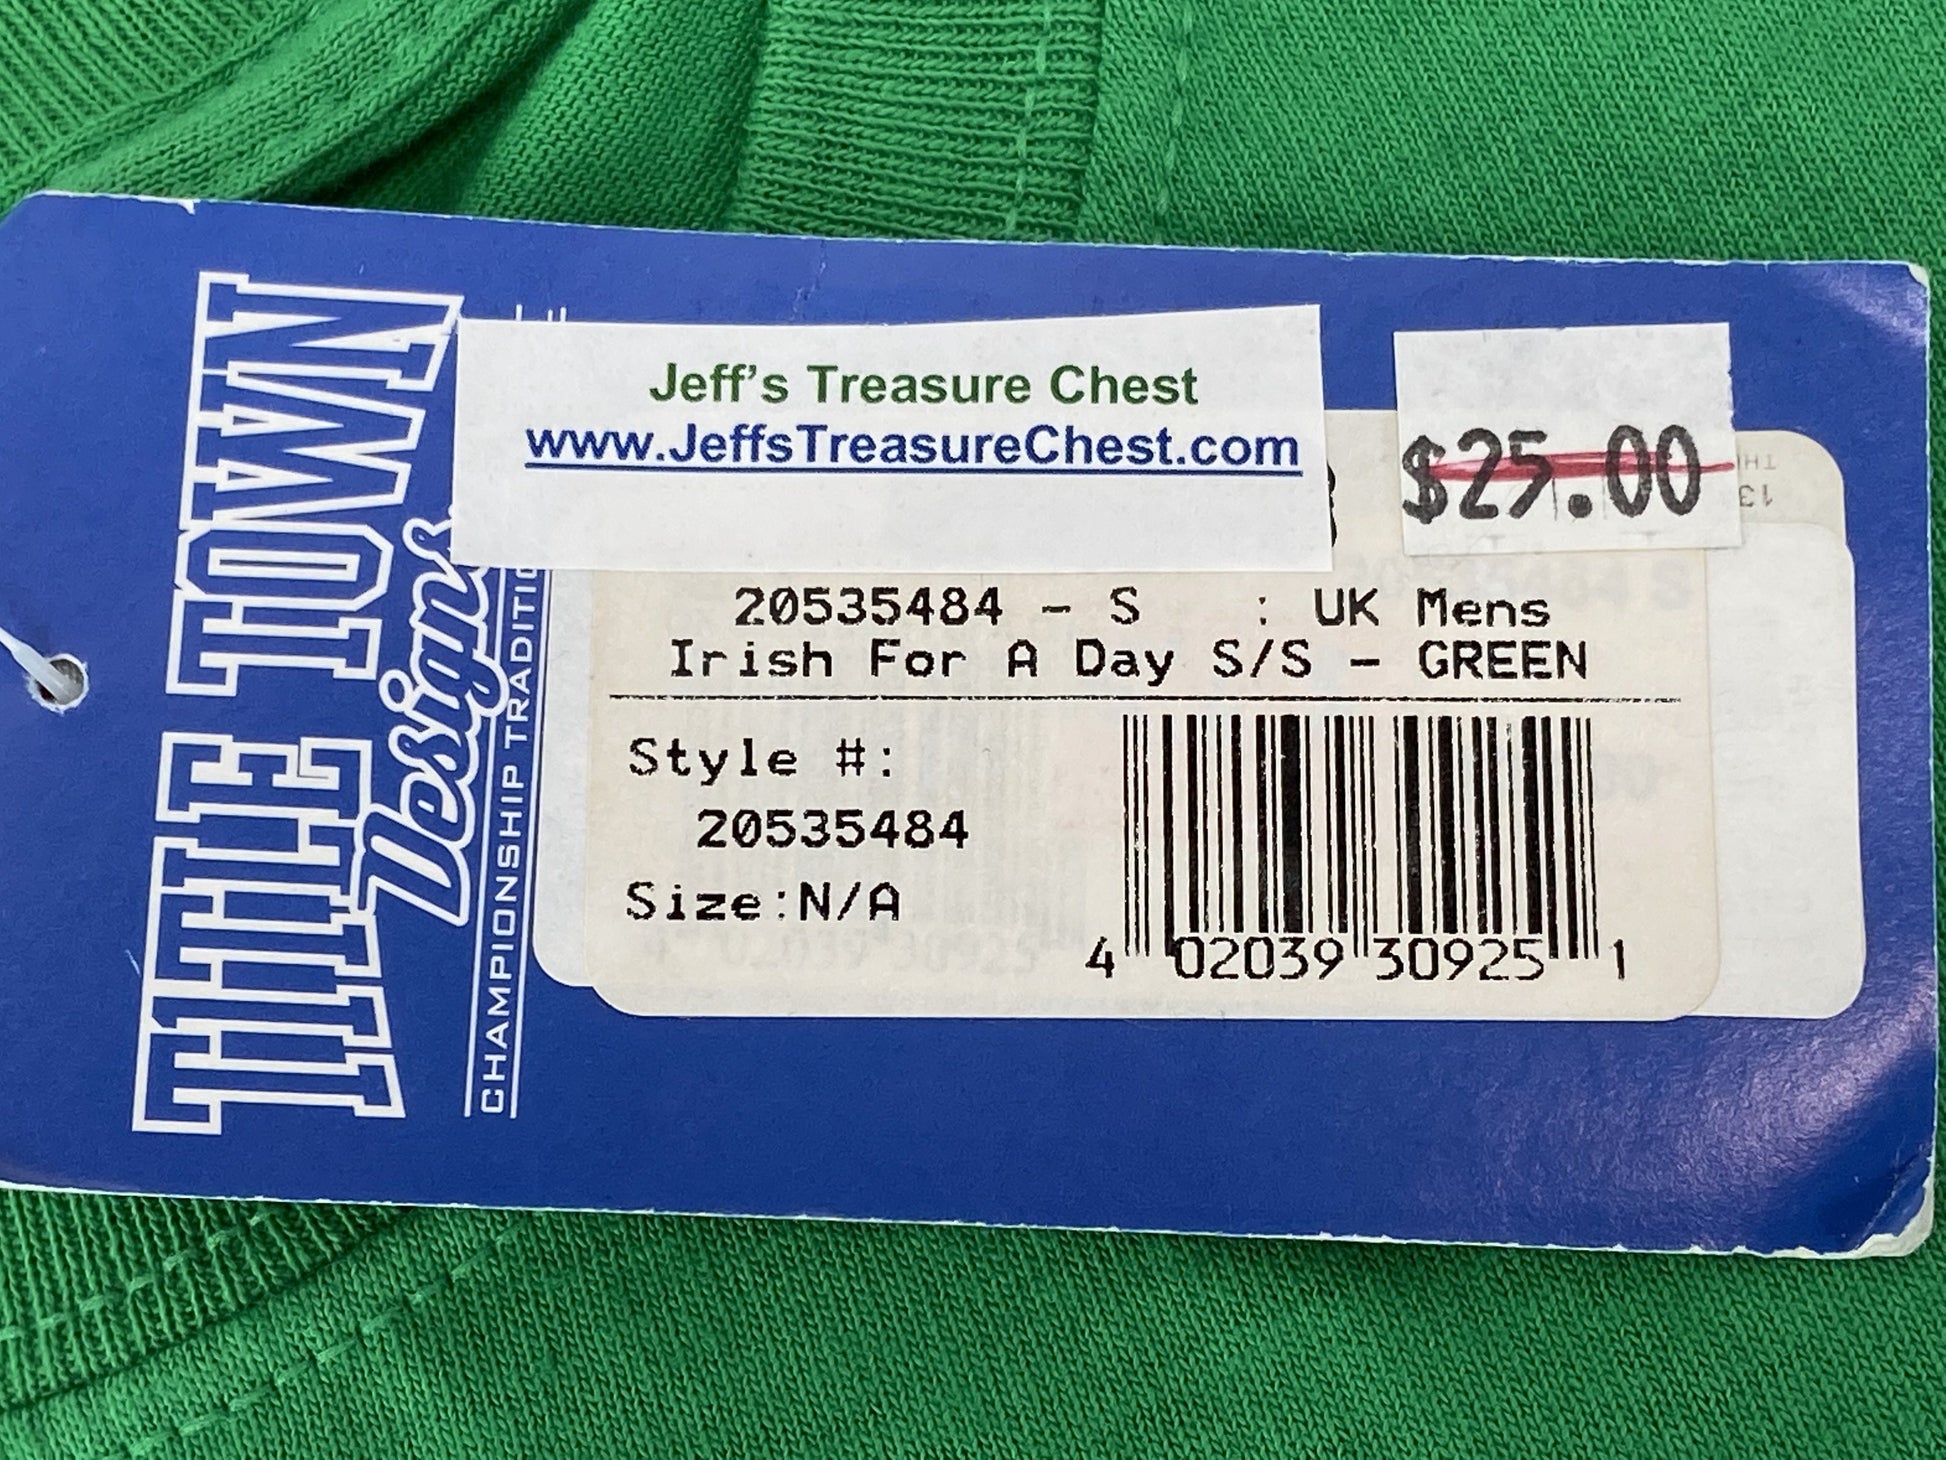 TITLE TOWN
Designs
CHAMPIONSHIP
Jeff's Treasure Chest
www.JeffsTreasureChest.com
$25.00
20535484 - S : UK Mens
Irish For A Day S/S - GREEN
Style #:
20535484
Size:N/A
4 02039 30925 1